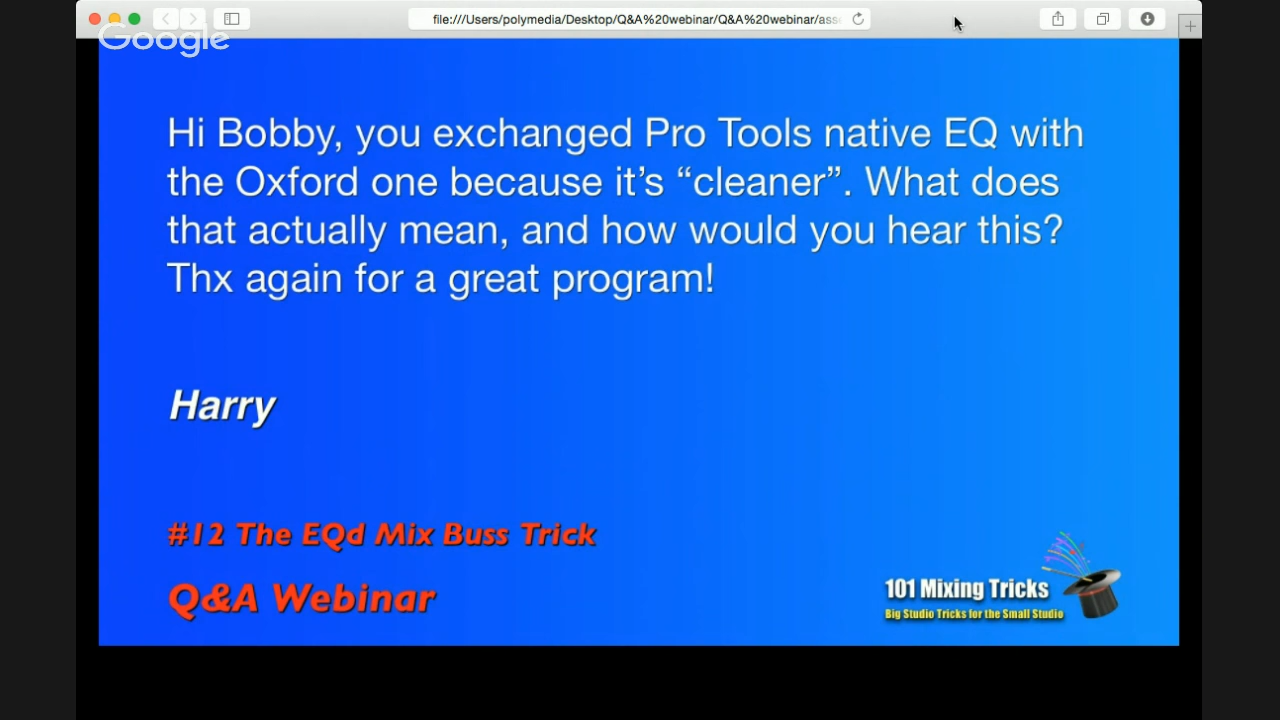 file:///Users/polymedia/Desktop/Q&A%20webinar/Q&A%20webinar/ass
Google
Hi Bobby, you exchanged Pro Tools native EQ with
the Oxford one because it’s “cleaner”. What does
that actually mean, and how would you hear this?
Thx again for a great program!
Harry
#12 The EQd Mix Buss Trick
Q&A Webinar
101 Mixing Tricks
Big Studio Tricks for the Small Studio